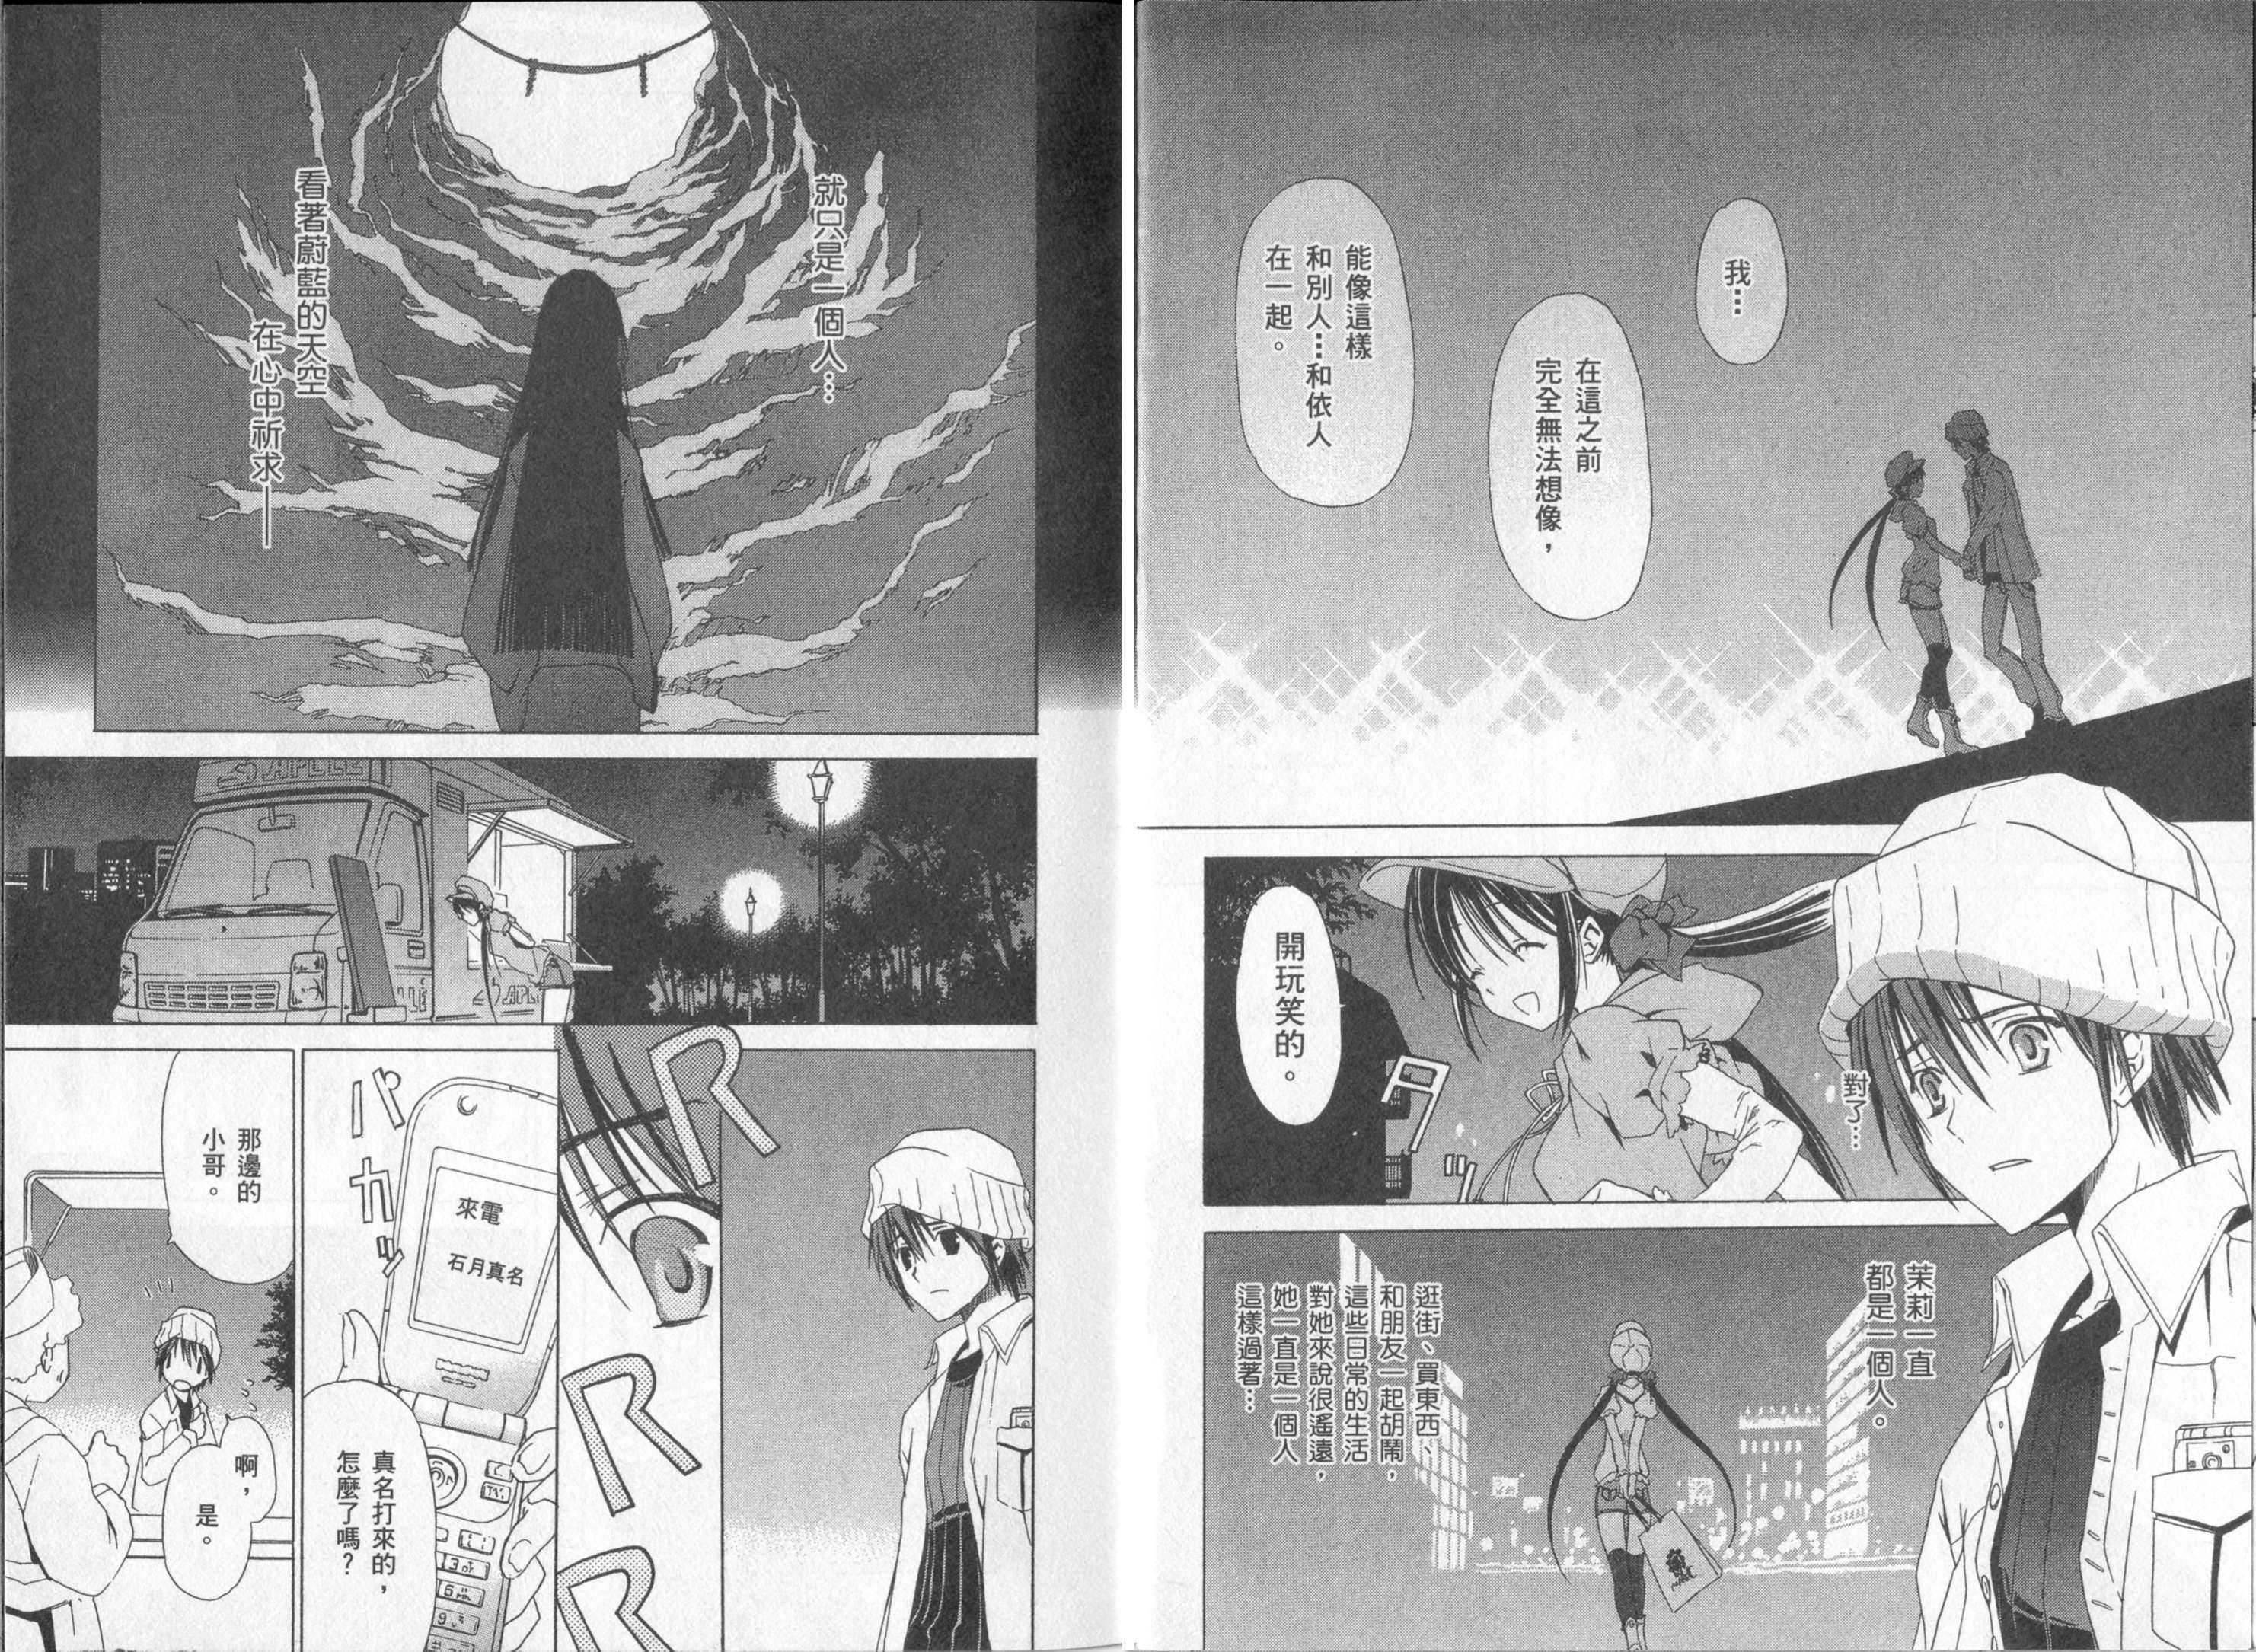 我…
在這之前
完全無法想像，
能像這樣
和別人…和依人
在一起。
開玩笑的。
タッ
對了…
茉莉一直
都是一個人。
逛街、買東西、
和朋友一起胡鬧，
這些日常的生活
對她來說很遙遠，
她一直是一個人
這樣過著…
就只是一個人…
看著蔚藍的天空
在心中祈求——
APLLE
R
R
R
パカッ
來電
石月真名
真名打來的，
怎麼了嗎？
那邊的
小哥。
啊，
是。